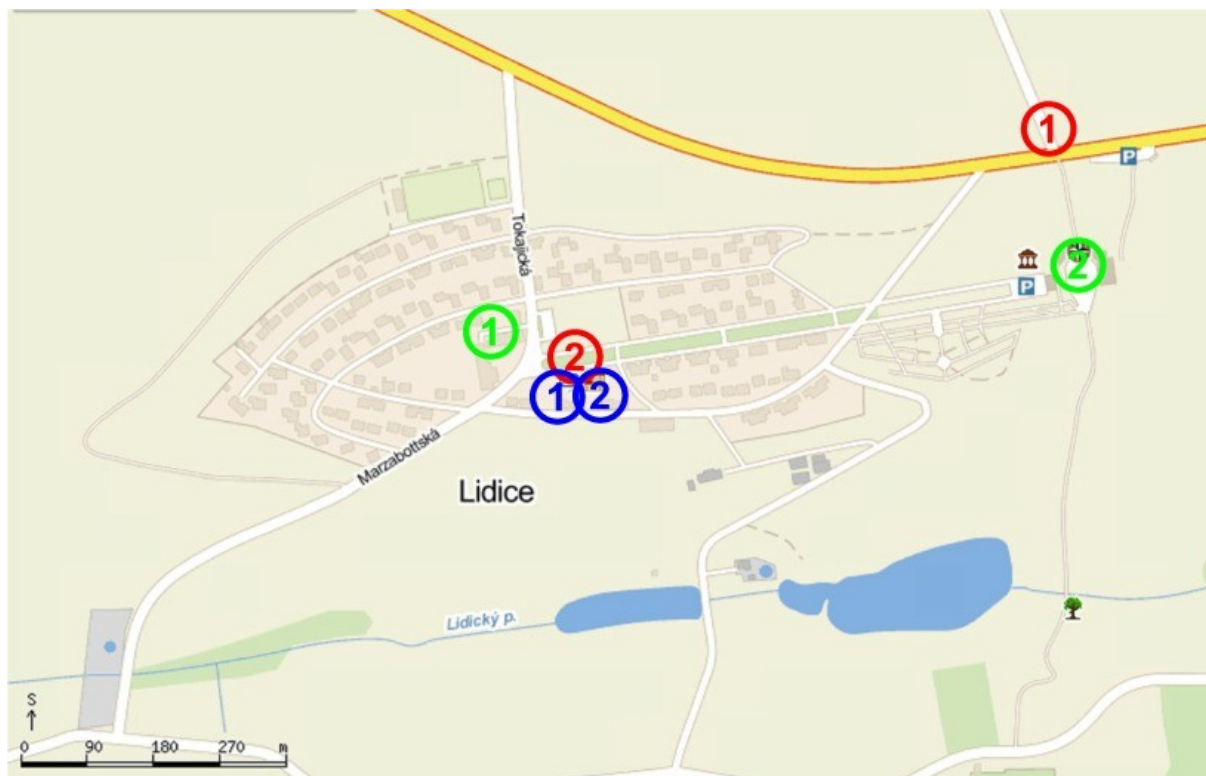 1
P
Tokajická
2
P
1
2
1
2
Marzabottská
Lidice
Lidický p.
S
0 90 180 270 m